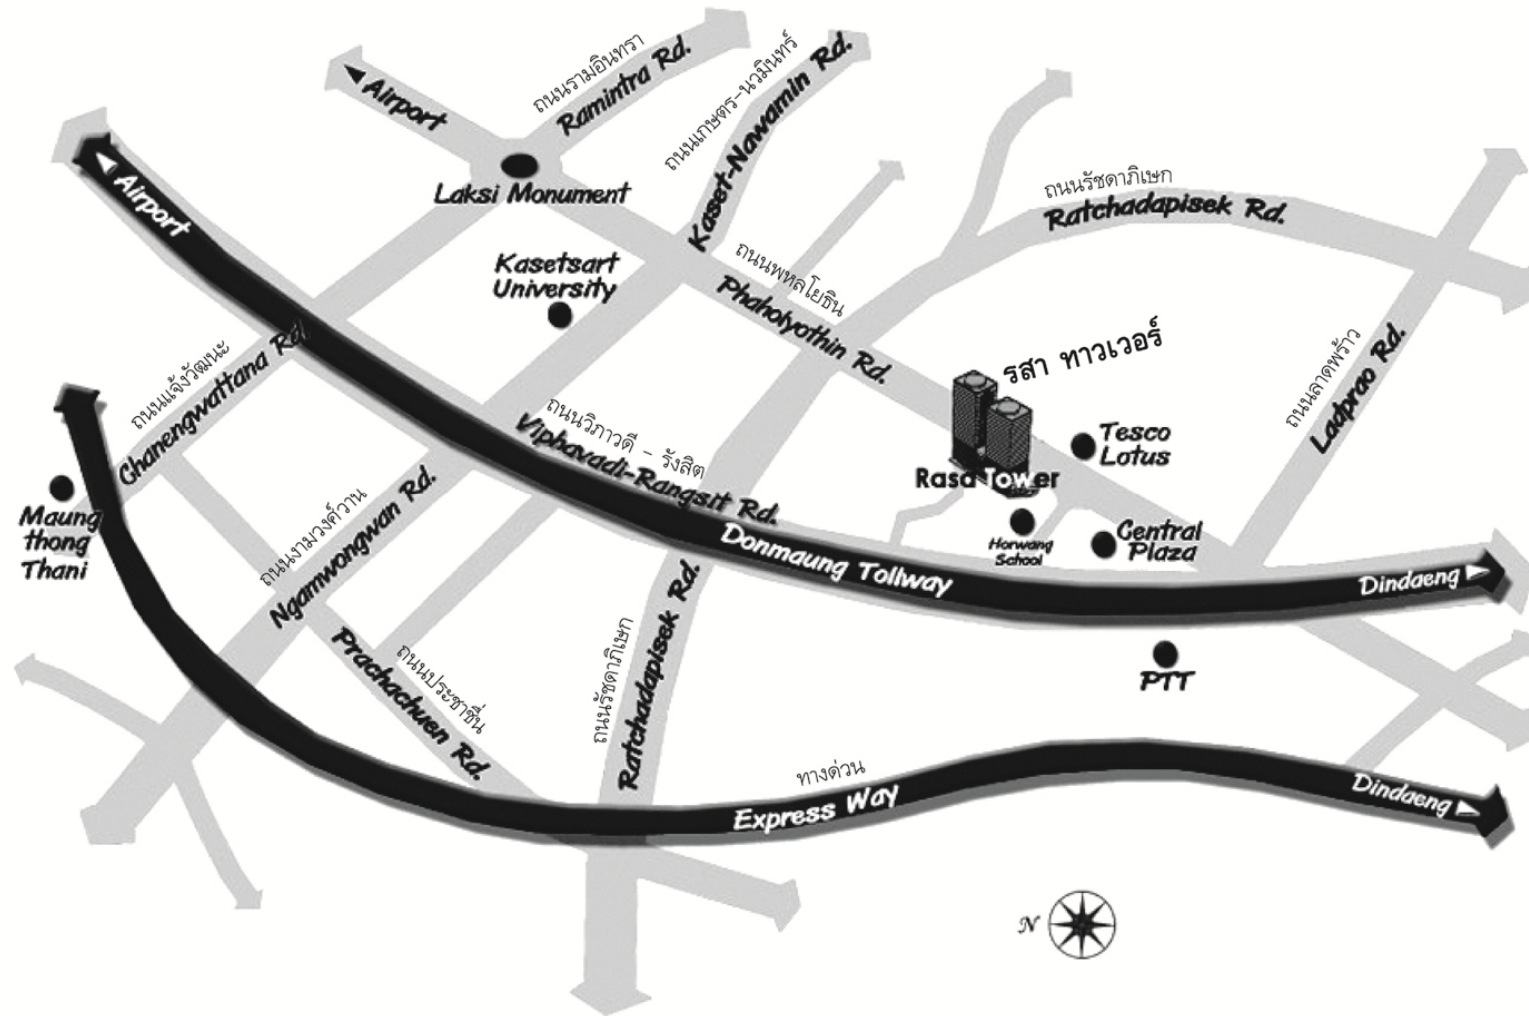 ถนนรามอินทรา
Ramintra Rd.
Airport
ถนนเกษตร-นวมินทร์
Kaset-Nawamin Rd.
Airport
Laksi Monument
ถนนรัชดาภิเษก
Ratchadapisek Rd.
Kasetsart
University
ถนนพหลโยธิน
Phaholyothin Rd.
รสา ทาวเวอร์
ถนนแจ้งวัฒนะ
Chanengwattana Rd.
ถนนลาดพร้าว
Ladprao Rd.
ถนนวิภาวดี - รังสิต
Viphavadi-Rangsit Rd.
Tesco
Lotus
Rasa Tower
Maung
thong
Thani
ถนนงามวงศ์วาน
Ngamwongwan Rd.
Donmaung Tollway
Horwang
School
Central
Plaza
Dindaeng
ถนนประชาชื่น
Prachachuen Rd.
ถนนรัชดาภิเษก
Ratchadapisek Rd.
PTT
ทางด่วน
Express Way
Dindaeng
N